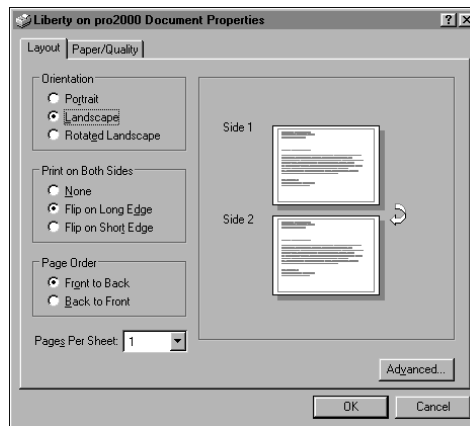 Liberty on pro2000 Document Properties
Layout
Paper/Quality
Orientation
Portrait
Landscape
Rotated Landscape
Print on Both Sides
None
Flip on Long Edge
Flip on Short Edge
Page Order
Front to Back
Back to Front
Pages Per Sheet: 1
Side 1
Side 2
Advanced...
OK
Cancel